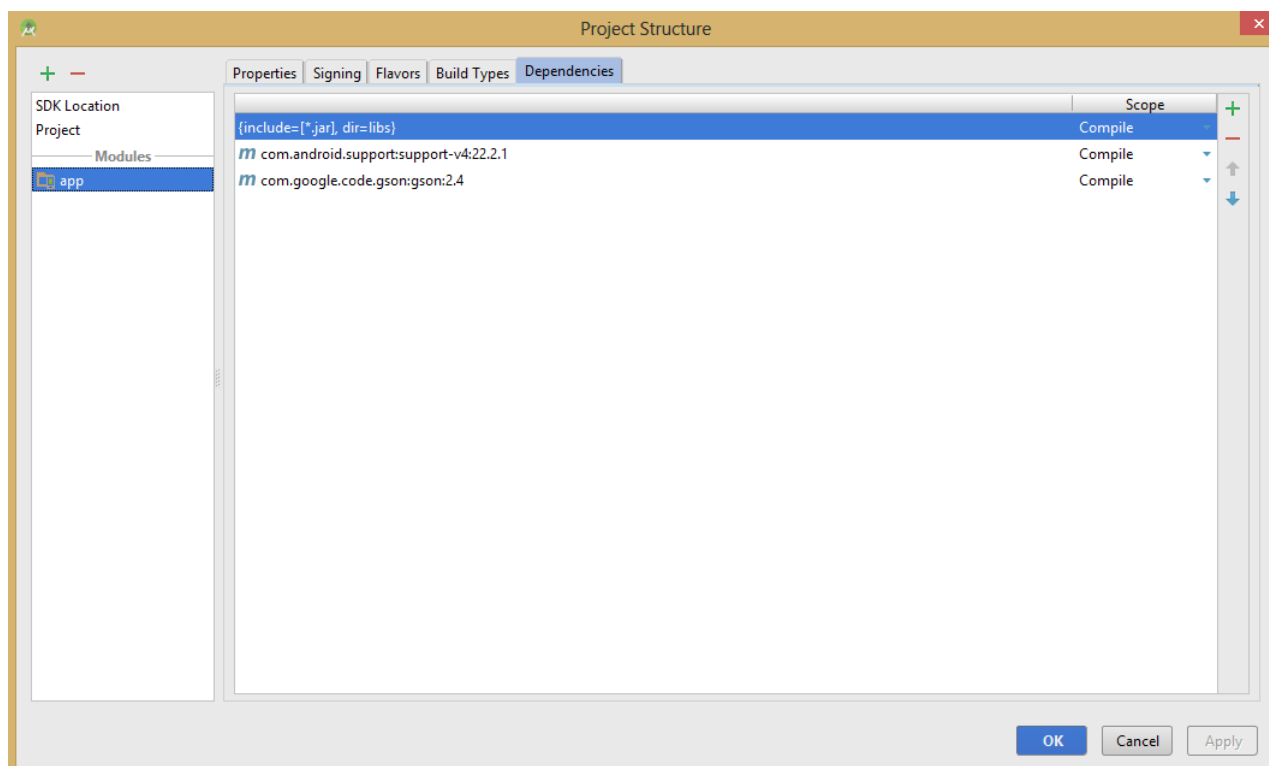 Project Structure
Properties Signing Flavors Build Types Dependencies
SDK Location
Project
Modules
app
Scope
{include=[*.jar], dir=libs} Compile
m com.android.support:support-v4:22.2.1 Compile
m com.google.code.gson:gson:2.4 Compile
OK Cancel Apply